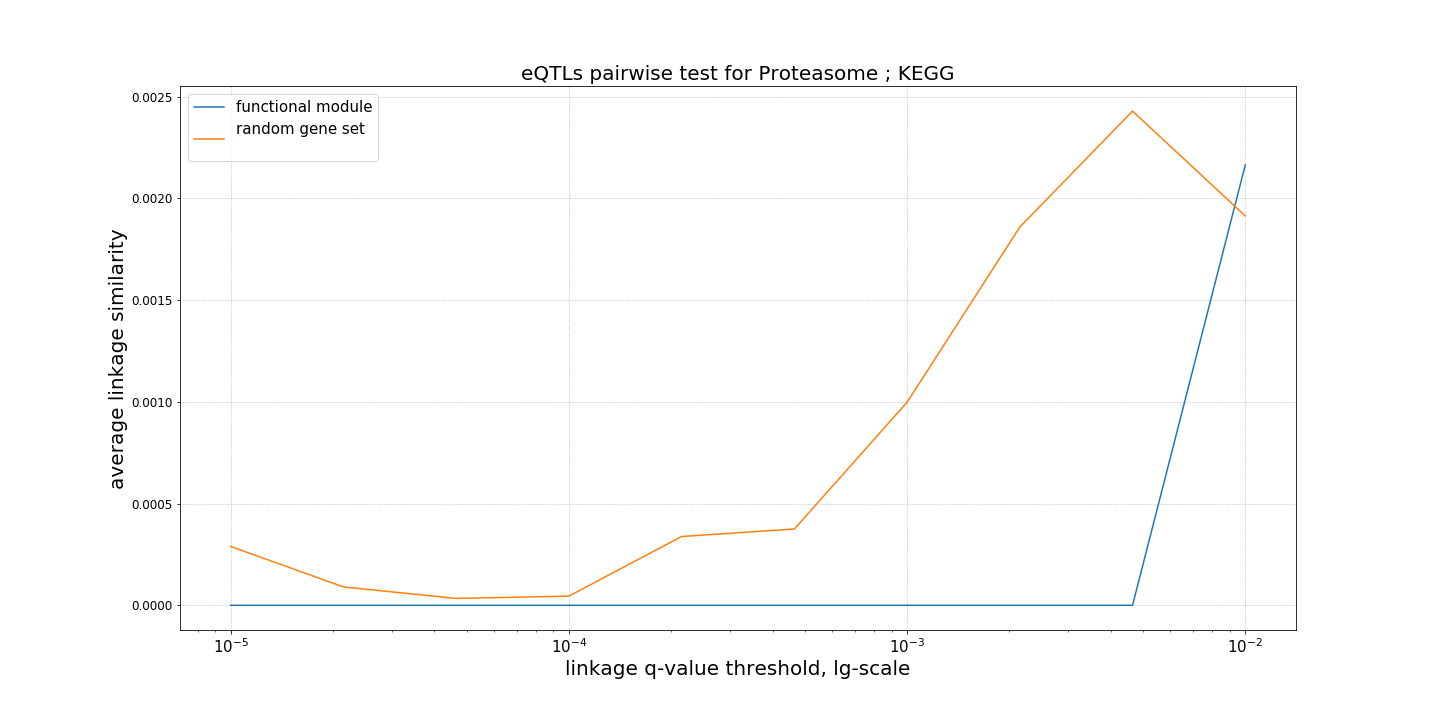 eQTLs pairwise test for Proteasome ; KEGG
functional module
random gene set
average linkage similarity
0.0025
0.0020
0.0015
0.0010
0.0005
0.0000
10⁻⁵
10⁻⁴
10⁻³
10⁻²
linkage q-value threshold, lg-scale